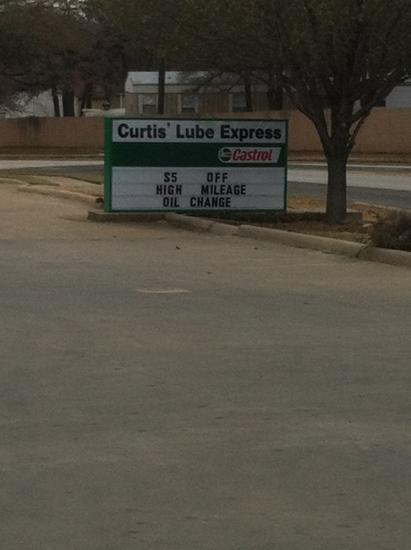 Curtis' Lube Express
Castrol
$5 OFF
HIGH MILEAGE
OIL CHANGE